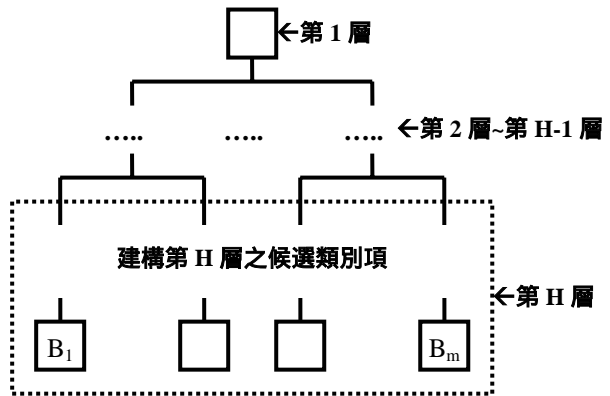 ←第 1 層
..... ..... ..... ←第 2 層~第 H-1 層
建構第 H 層之候選類別項
←第 H 層
B1 Bm